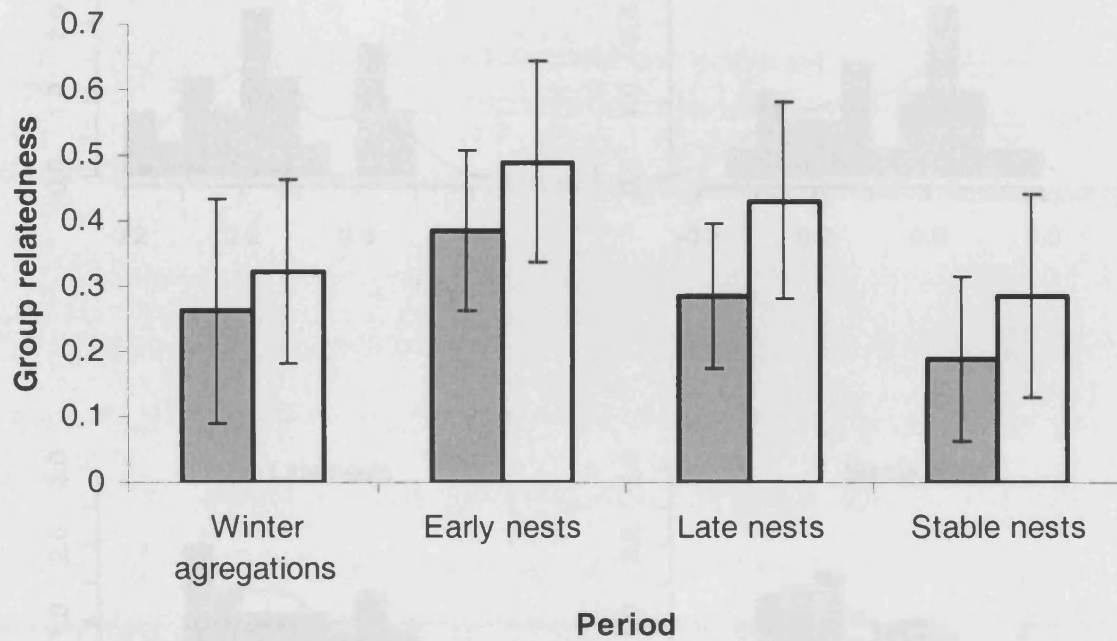 0.7
0.6
0.5
0.4
0.3
0.2
0.1
0
Group relatedness
Winter
agregations
Early nests
Late nests
Stable nests
Period